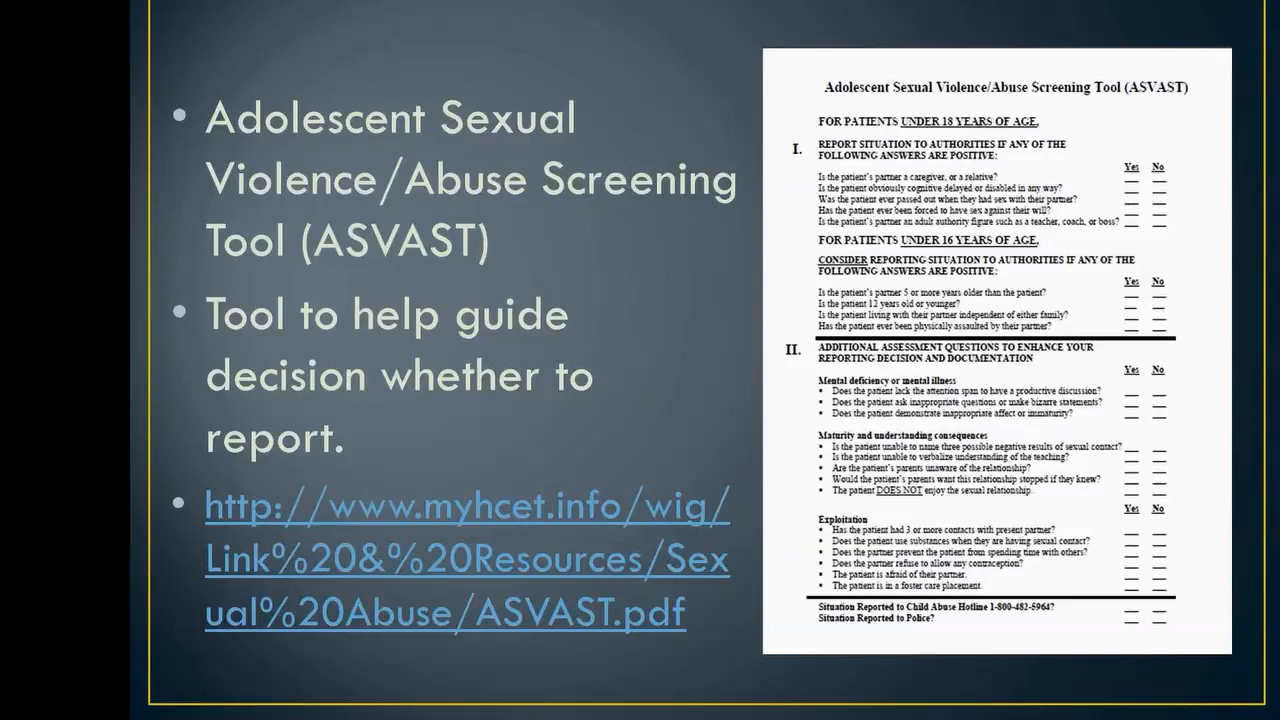 Adolescent Sexual
Violence/Abuse Screening
Tool (ASVAST)
Tool to help guide
decision whether to
report.
http://www.myhcet.info/wig/
Link%20&%20Resources/Sex
ual%20Abuse/ASVAST.pdf
Adolescent Sexual Violence/Abuse Screening Tool (ASVAST)
FOR PATIENTS UNDER 18 YEARS OF AGE,
I. REPORT SITUATION TO AUTHORITIES IF ANY OF THE
FOLLOWING ANSWERS ARE POSITIVE:
Yes No
Is the patient's partner a caregiver, or a relative?
Is the patient obviously cognitive delayed or disabled in any way?
Was the patient ever passed out when they had sex with their partner?
Has the patient ever been forced to have sex against their will?
Is the patient's partner an adult authority figure such as a teacher, coach, or boss?
FOR PATIENTS UNDER 16 YEARS OF AGE,
CONSIDER REPORTING SITUATION TO AUTHORITIES IF ANY OF THE
FOLLOWING ANSWERS ARE POSITIVE:
Yes No
Is the patient's partner 5 or more years older than the patient?
Is the patient 12 years old or younger?
Is the patient living with their partner independent of either family?
Has the patient ever been physically assaulted by their partner?
II. ADDITIONAL ASSESSMENT QUESTIONS TO ENHANCE YOUR
REPORTING DECISION AND DOCUMENTATION
Yes No
Mental deficiency or mental illness
Does the patient lack the attention span to have a productive discussion?
Does the patient ask inappropriate questions or make bizarre statements?
Does the patient demonstrate inappropriate affect or immaturity?
Maturity and understanding consequences
Is the patient unable to name three possible negative results of sexual contact?
Is the patient unable to verbalize understanding of the teaching?
Are the patient's parents unaware of the relationship?
Would the patient's parents want this relationship stopped if they knew?
The patient DOES NOT enjoy the sexual relationship.
Yes No
Exploitation
Has the patient had 3 or more contacts with present partner?
Does the patient use substances when they are having sexual contact?
Does the partner prevent the patient from spending time with others?
Does the partner refuse to allow any contraception?
The patient is afraid of their partner.
The patient is in a foster care placement.
Situation Reported to Child Abuse Hotline 1-800-482-5964?
Situation Reported to Police?